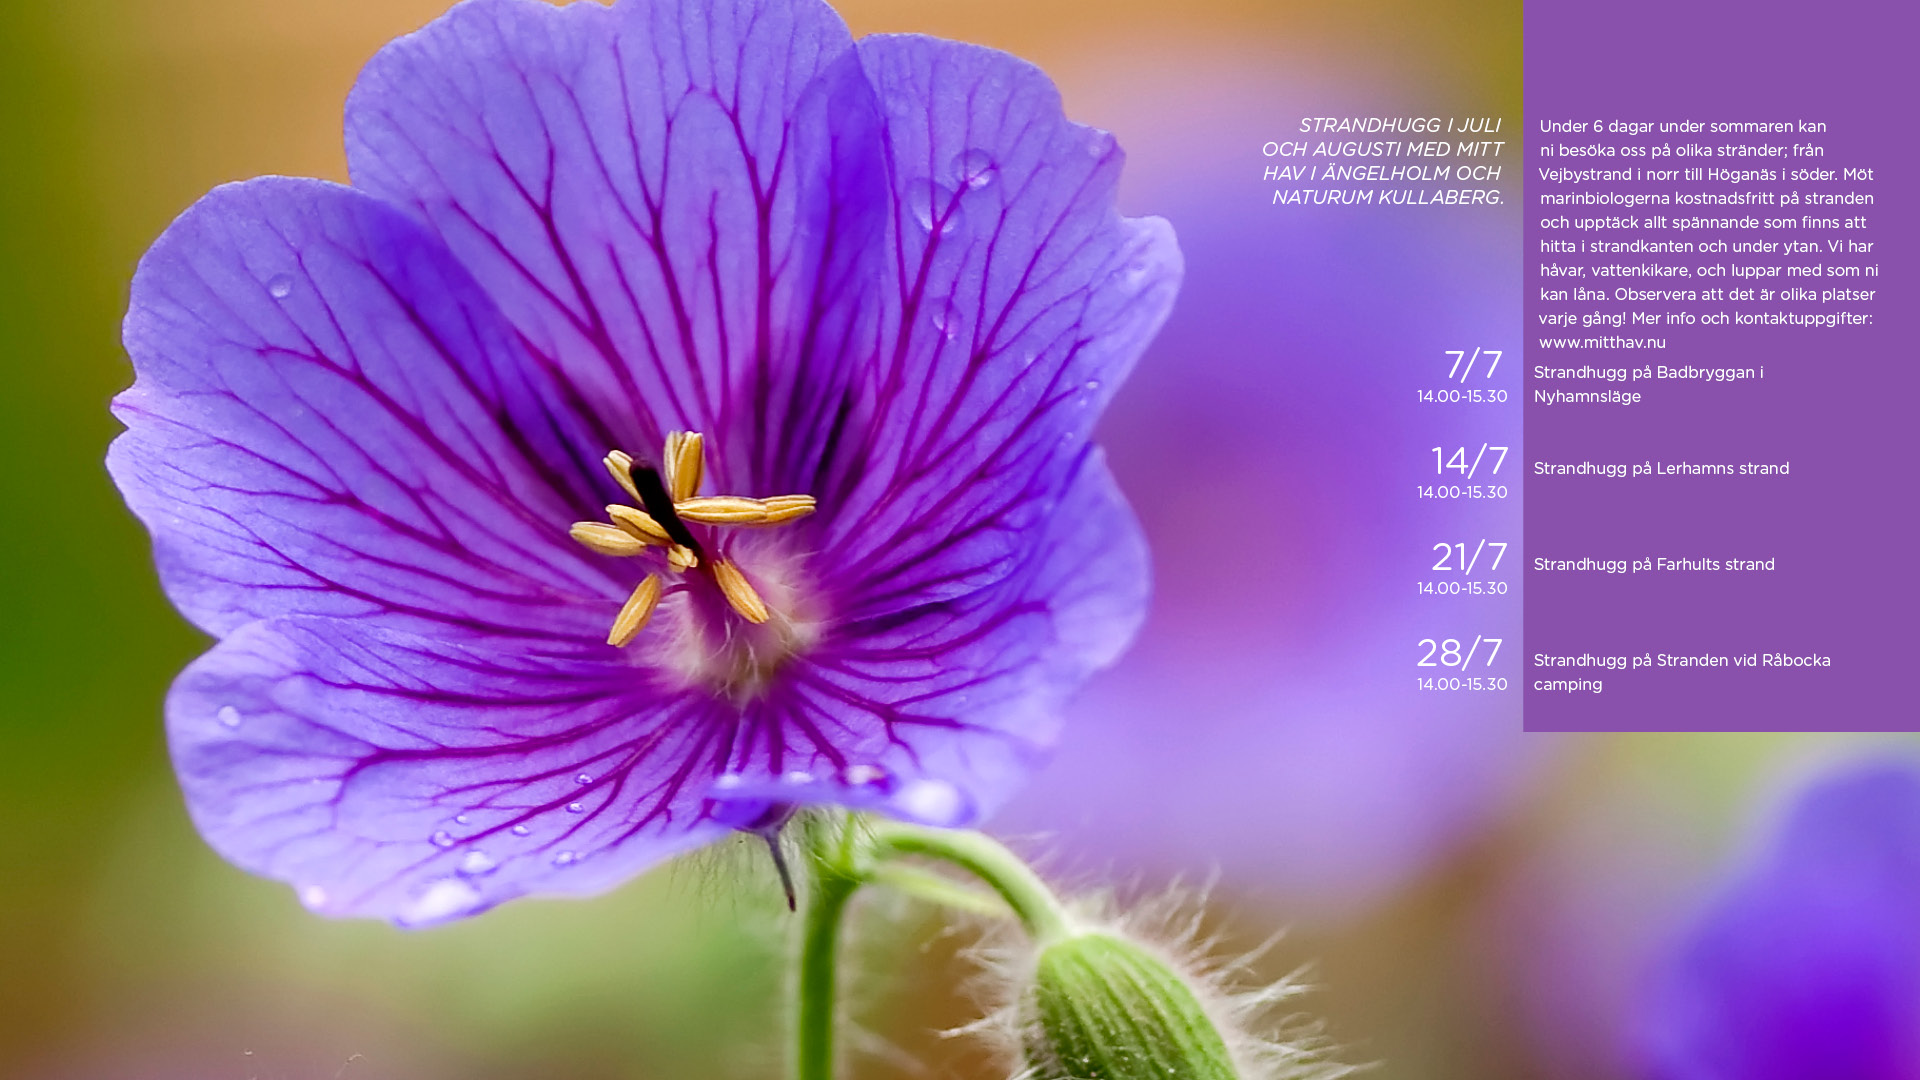 STRANDHUGG I JULI
OCH AUGUSTI MED MITT
HAV I ÄNGELHOLM OCH
NATURUM KULLABERG.
Under 6 dagar under sommaren kan
ni besöka oss på olika stränder; från
Vejbystrand i norr till Höganäs i söder. Möt
marinbiologerna kostnadsfritt på stranden
och upptäck allt spännande som finns att
hitta i strandkanten och under ytan. Vi har
håvar, vattenkikare, och luppar med som ni
kan låna. Observera att det är olika platser
varje gång! Mer info och kontaktuppgifter:
www.mitthav.nu
7/7
14.00-15.30
Strandhugg på Badbryggan i
Nyhamnsläge
14/7
14.00-15.30
Strandhugg på Lerhamns strand
21/7
14.00-15.30
Strandhugg på Farhults strand
28/7
14.00-15.30
Strandhugg på Stranden vid Råbocka
camping